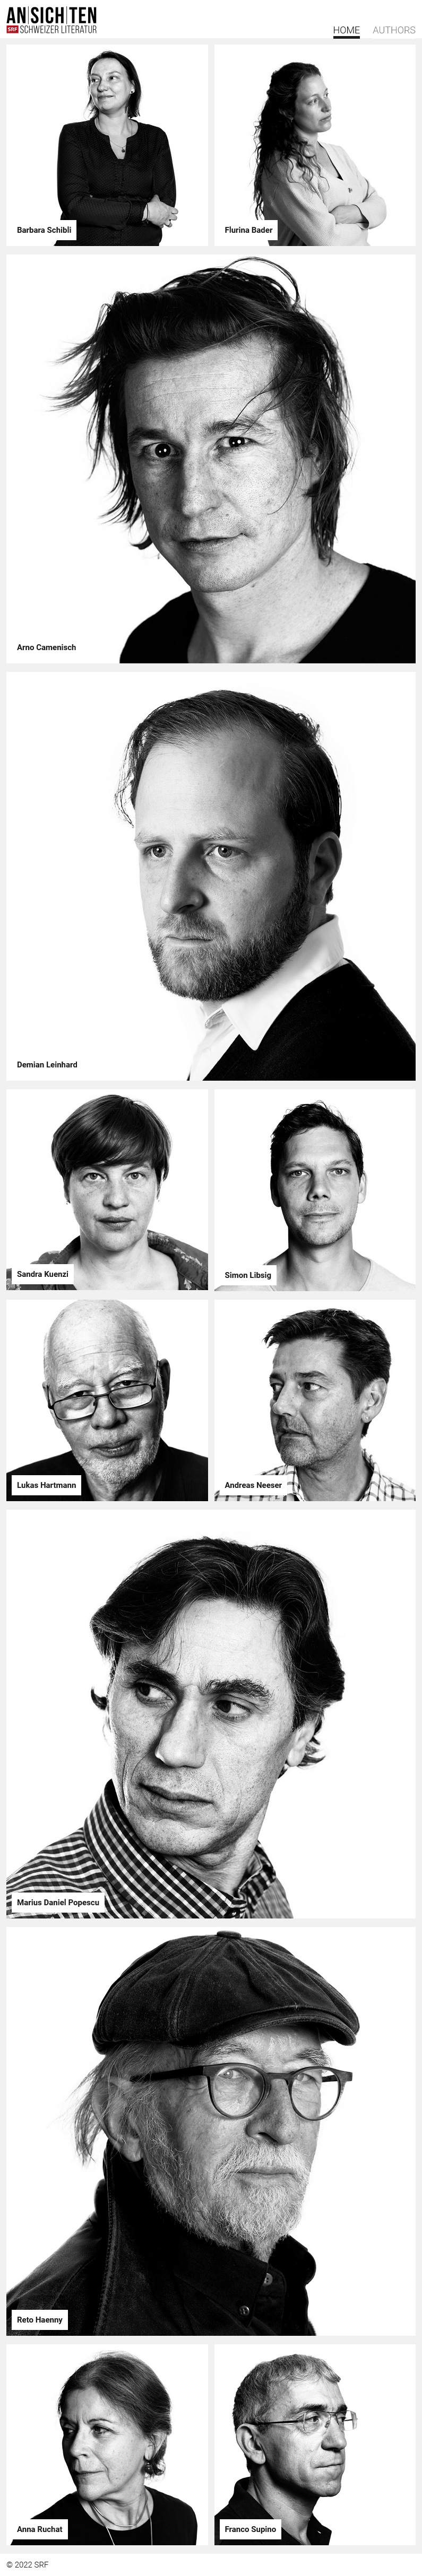 AN|SICH|TEN
SRF SCHWEIZER LITERATUR
HOME AUTHORS
Barbara Schibli
Flurina Bader
Arno Camenisch
Demian Leinhard
Sandra Kuenzi
Simon Libsig
Lukas Hartmann
Andreas Neeser
Marius Daniel Popescu
Reto Haenny
Anna Ruchat
Franco Supino
© 2022 SRF